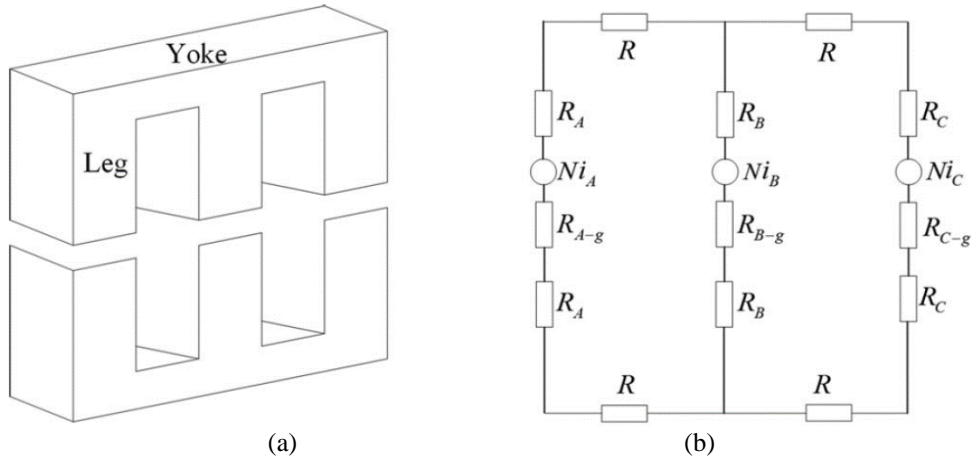 Yoke
Leg
(a)
R R
R_A R_B R_C
Ni_A Ni_B Ni_C
R_{A-g} R_{B-g} R_{C-g}
R_A R_B R_C
R R
(b)